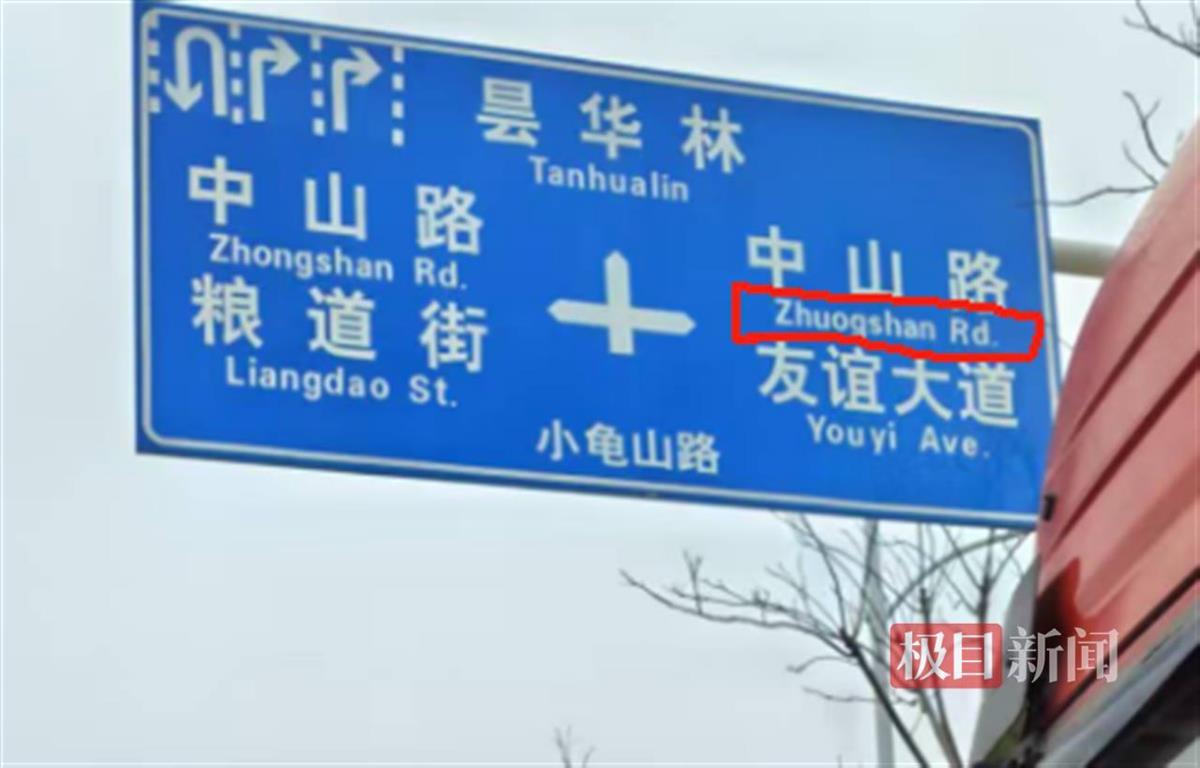 昙华林
Tanhualin
中山路
Zhongshan Rd.
粮道街
Liangdao St.
中山路
Zhuogshan Rd.
友谊大道
Youyi Ave.
小龟山路
极目新闻